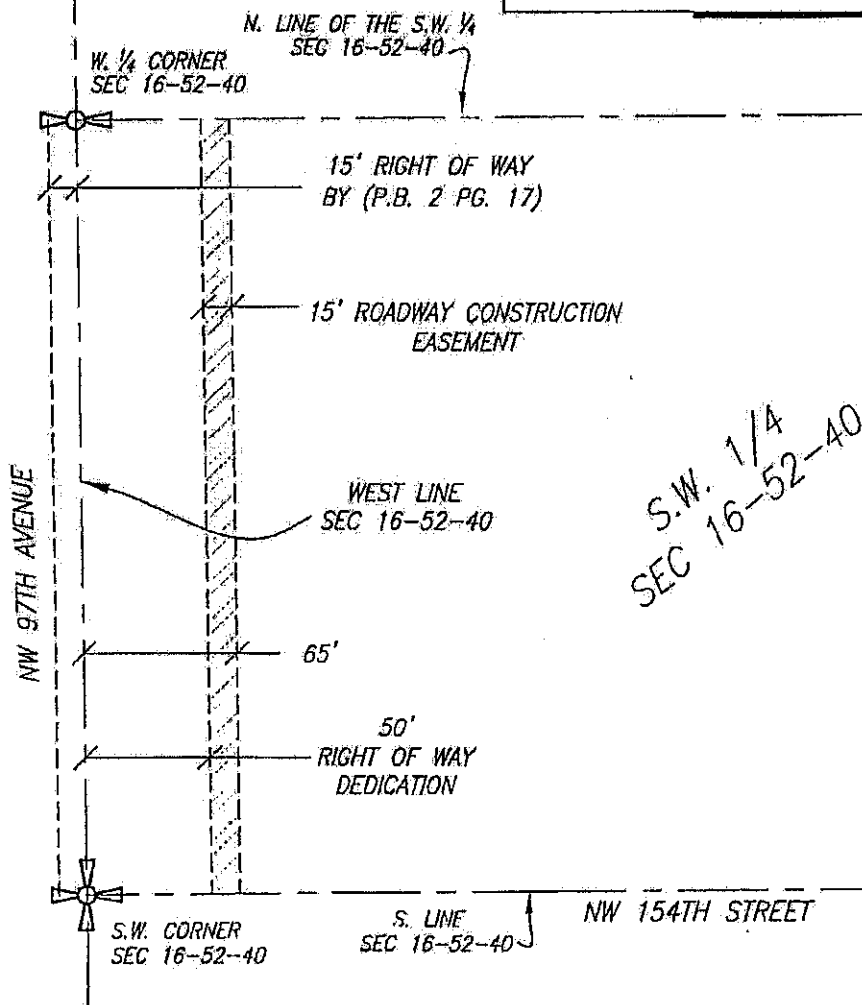 N. LINE OF THE S.W. ¼
SEC 16-52-40
W. ¼ CORNER
SEC 16-52-40
15' RIGHT OF WAY
BY (P.B. 2 PG. 17)
15' ROADWAY CONSTRUCTION
EASEMENT
S.W. 1/4
SEC 16-52-40
WEST LINE
SEC 16-52-40
NW 97TH AVENUE
65'
50'
RIGHT OF WAY
DEDICATION
S.W. CORNER
SEC 16-52-40
S. LINE
SEC 16-52-40
NW 154TH STREET